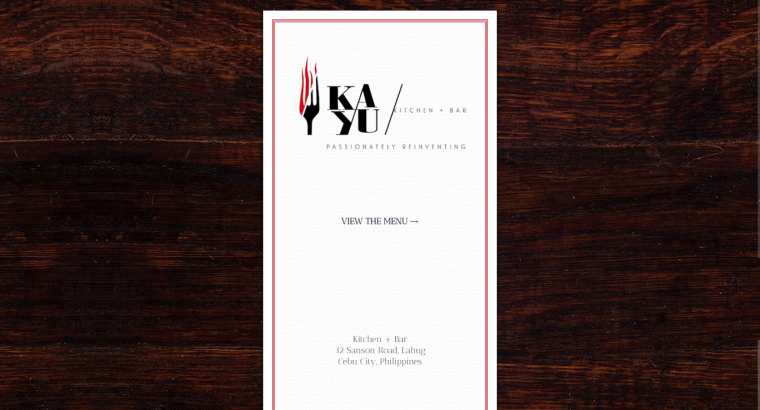 KA
YU
KITCHEN + BAR
PASSIONATELY REINVENTING
VIEW THE MENU →
Kitchen + Bar
32 Sanson Road, Lahug
Cebu City, Philippines